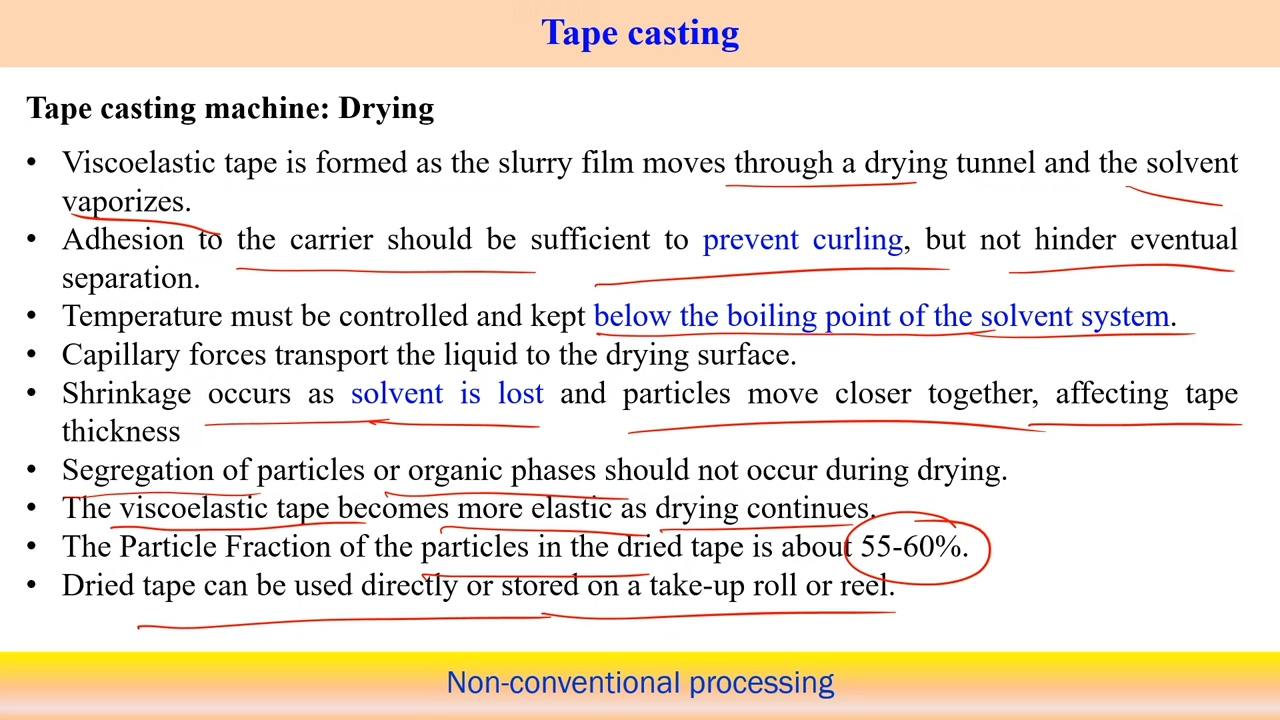 Tape casting
Tape casting machine: Drying
• Viscoelastic tape is formed as the slurry film moves through a drying tunnel and the solvent
vaporizes.
• Adhesion to the carrier should be sufficient to prevent curling, but not hinder eventual
separation.
• Temperature must be controlled and kept below the boiling point of the solvent system.
• Capillary forces transport the liquid to the drying surface.
• Shrinkage occurs as solvent is lost and particles move closer together, affecting tape
thickness
• Segregation of particles or organic phases should not occur during drying.
• The viscoelastic tape becomes more elastic as drying continues.
• The Particle Fraction of the particles in the dried tape is about 55-60%.
• Dried tape can be used directly or stored on a take-up roll or reel.
Non-conventional processing